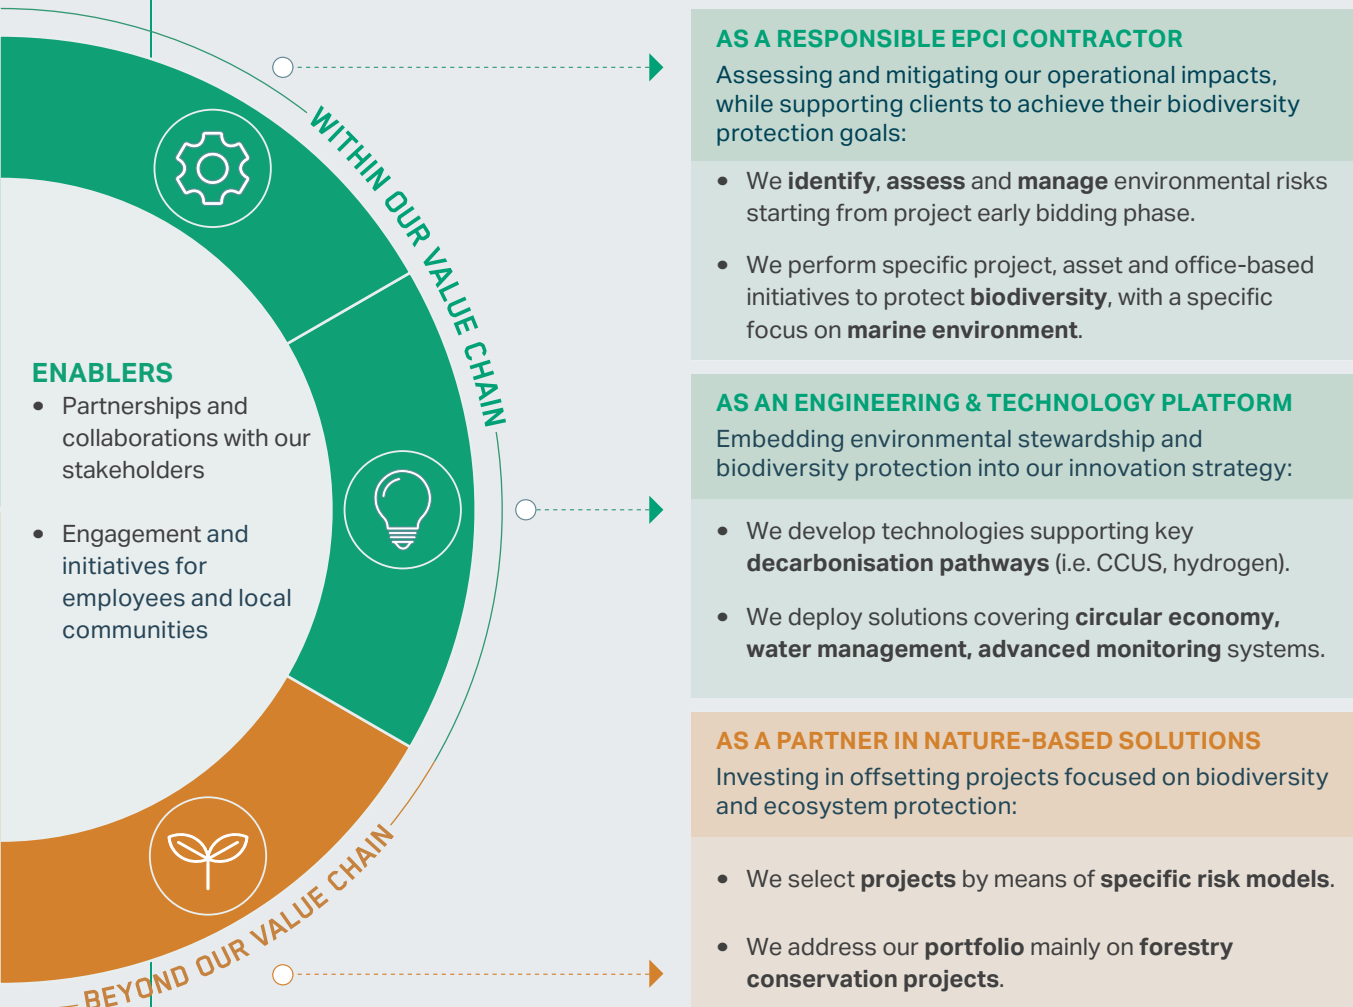 WITHIN OUR VALUE CHAIN
ENABLERS
• Partnerships and
collaborations with our
stakeholders
• Engagement and
initiatives for
employees and local
communities
BEYOND OUR VALUE CHAIN
AS A RESPONSIBLE EPCI CONTRACTOR
Assessing and mitigating our operational impacts,
while supporting clients to achieve their biodiversity
protection goals:
• We identify, assess and manage environmental risks
starting from project early bidding phase.
• We perform specific project, asset and office-based
initiatives to protect biodiversity, with a specific
focus on marine environment.
AS AN ENGINEERING & TECHNOLOGY PLATFORM
Embedding environmental stewardship and
biodiversity protection into our innovation strategy:
• We develop technologies supporting key
decarbonisation pathways (i.e. CCUS, hydrogen).
• We deploy solutions covering circular economy,
water management, advanced monitoring systems.
AS A PARTNER IN NATURE-BASED SOLUTIONS
Investing in offsetting projects focused on biodiversity
and ecosystem protection:
• We select projects by means of specific risk models.
• We address our portfolio mainly on forestry
conservation projects.